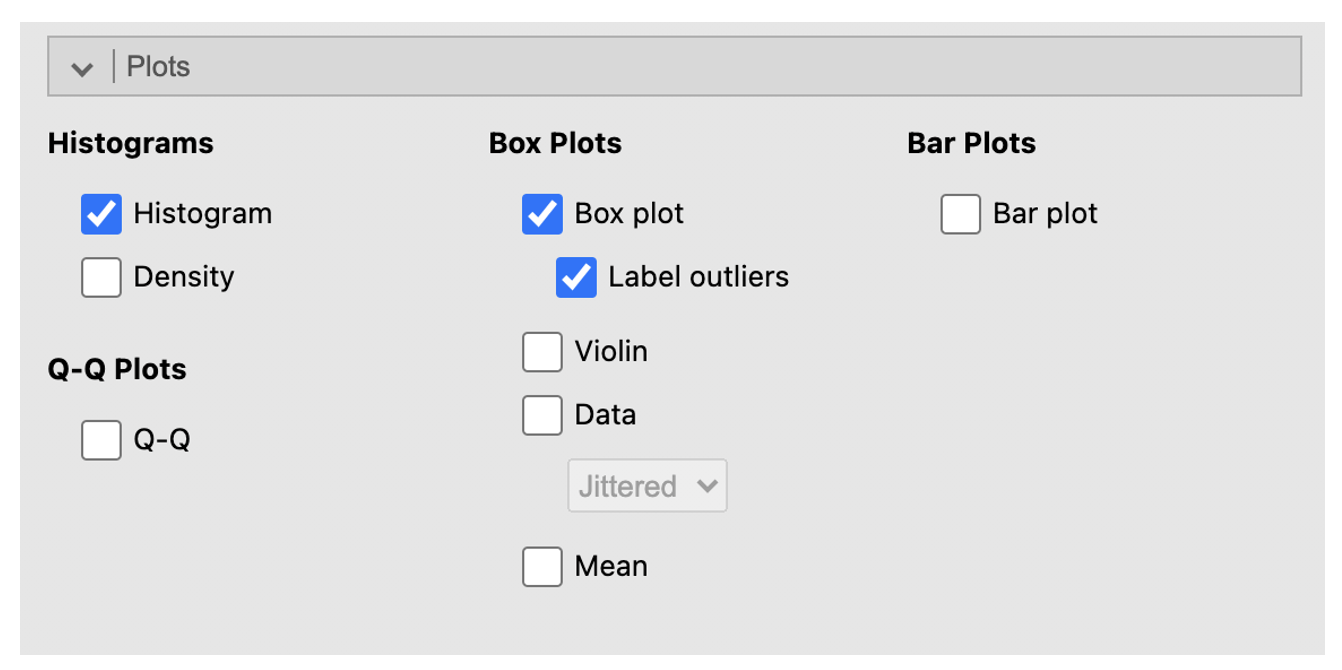 Plots
Histograms
Histogram
Density
Q-Q Plots
Q-Q
Box Plots
Box plot
Label outliers
Violin
Data
Jittered
Mean
Bar Plots
Bar plot